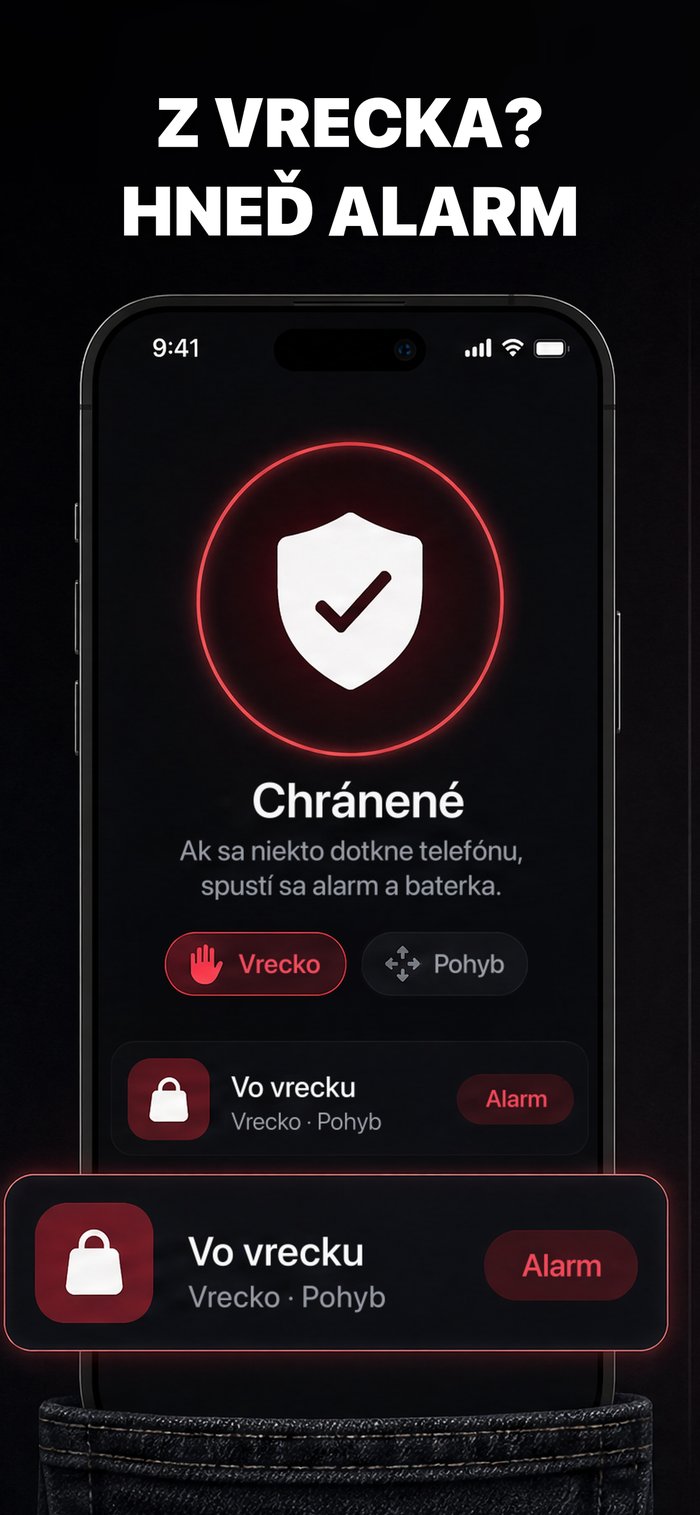 Z VRECKA?
HNEĎ ALARM
9:41
Chránené
Ak sa niekto dotkne telefónu,
spustí sa alarm a baterka.
Vrecko
Pohyb
Vo vrecku
Vrecko · Pohyb
Alarm
Vo vrecku
Vrecko · Pohyb
Alarm